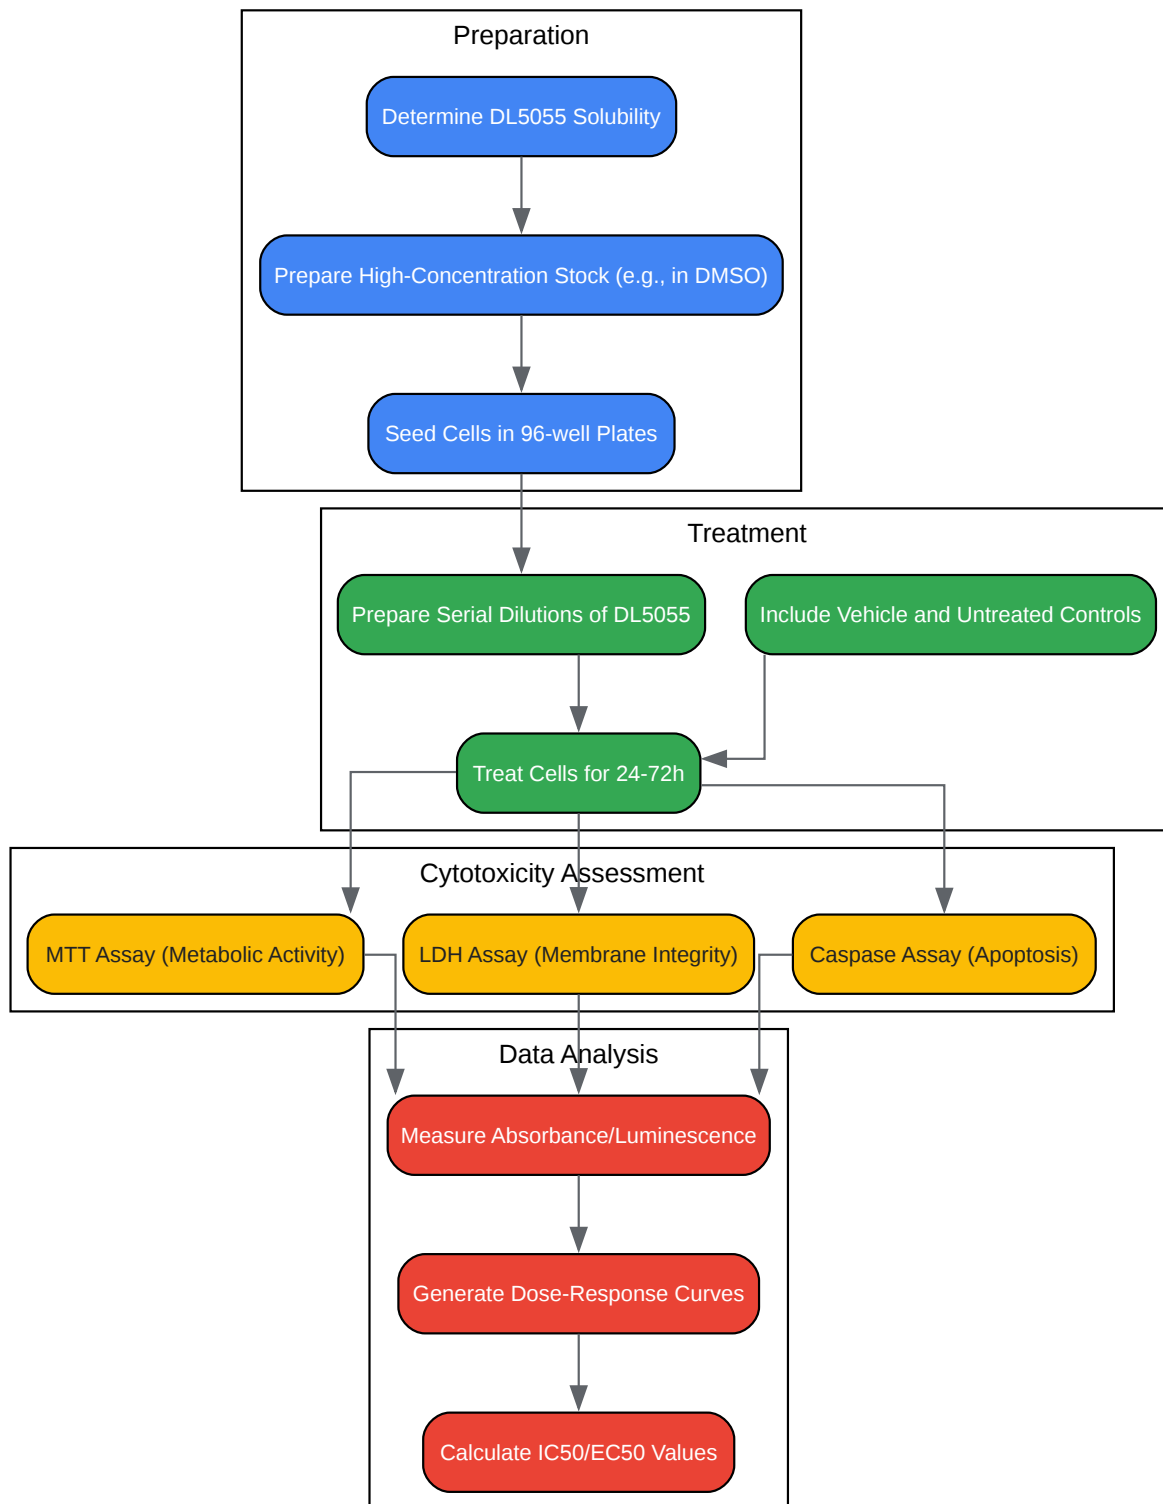 Preparation
Determine DL5055 Solubility
Prepare High-Concentration Stock (e.g., in DMSO)
Seed Cells in 96-well Plates
Treatment
Prepare Serial Dilutions of DL5055
Include Vehicle and Untreated Controls
Treat Cells for 24-72h
Cytotoxicity Assessment
MTT Assay (Metabolic Activity)
LDH Assay (Membrane Integrity)
Caspase Assay (Apoptosis)
Data Analysis
Measure Absorbance/Luminescence
Generate Dose-Response Curves
Calculate IC50/EC50 Values